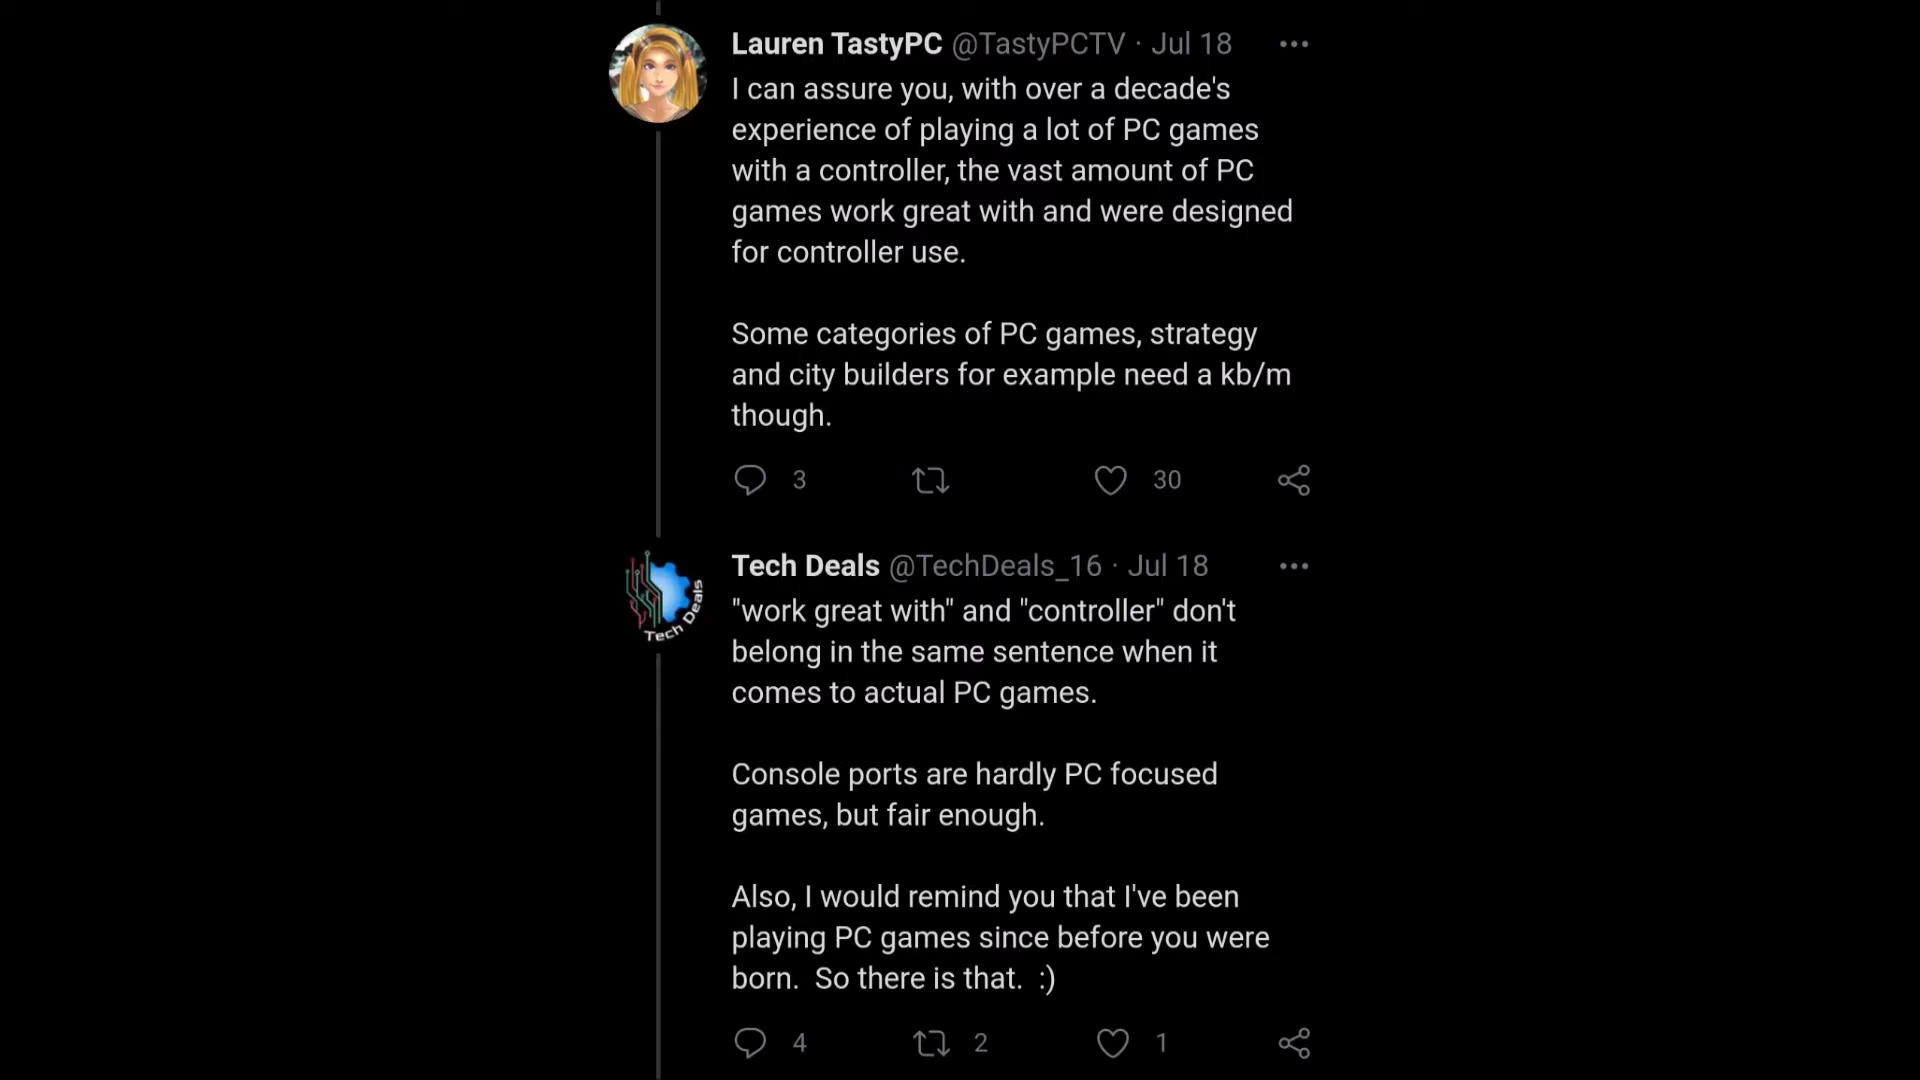 Lauren TastyPC @TastyPCTV · Jul 18
I can assure you, with over a decade's
experience of playing a lot of PC games
with a controller, the vast amount of PC
games work great with and were designed
for controller use.
Some categories of PC games, strategy
and city builders for example need a kb/m
though.
3 30
Tech Deals @TechDeals_16 · Jul 18
Tech Deals
"work great with" and "controller" don't
belong in the same sentence when it
comes to actual PC games.
Console ports are hardly PC focused
games, but fair enough.
Also, I would remind you that I've been
playing PC games since before you were
born.  So there is that.  :)
4 2 1